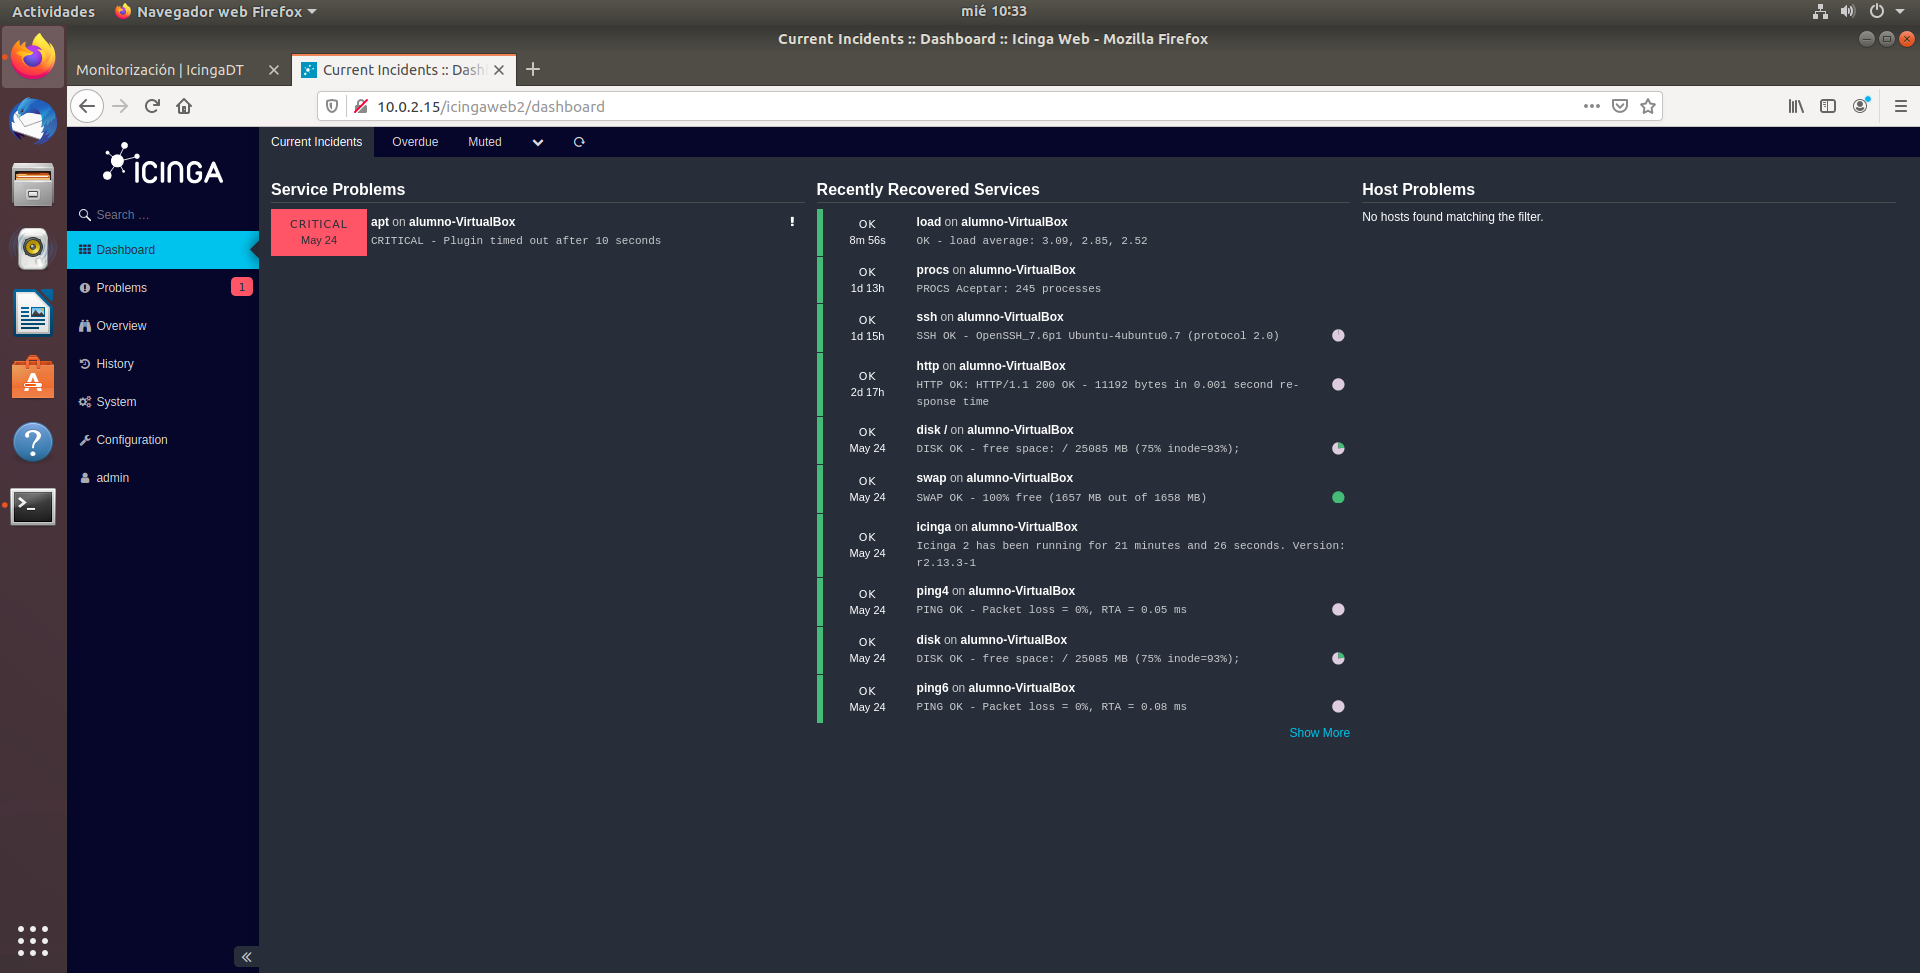 Actividades
Navegador web Firefox
mié 10:33
Current Incidents :: Dashboard :: Icinga Web - Mozilla Firefox
Monitorización | IcingaDT
Current Incidents :: Dash
10.0.2.15/icingaweb2/dashboard
ICINGA
Search ...
Dashboard
Problems
1
Overview
History
System
Configuration
admin
Current Incidents
Overdue
Muted
Service Problems
CRITICAL
May 24
apt on alumno-VirtualBox
CRITICAL - Plugin timed out after 10 seconds
Recently Recovered Services
OK
8m 56s
load on alumno-VirtualBox
OK - load average: 3.09, 2.85, 2.52
OK
1d 13h
procs on alumno-VirtualBox
PROCS Aceptar: 245 processes
OK
1d 15h
ssh on alumno-VirtualBox
SSH OK - OpenSSH_7.6p1 Ubuntu-4ubuntu0.7 (protocol 2.0)
OK
2d 17h
http on alumno-VirtualBox
HTTP OK: HTTP/1.1 200 OK - 11192 bytes in 0.001 second re-
sponse time
OK
May 24
disk / on alumno-VirtualBox
DISK OK - free space: / 25085 MB (75% inode=93%);
OK
May 24
swap on alumno-VirtualBox
SWAP OK - 100% free (1657 MB out of 1658 MB)
OK
May 24
icinga on alumno-VirtualBox
Icinga 2 has been running for 21 minutes and 26 seconds. Version:
r2.13.3-1
OK
May 24
ping4 on alumno-VirtualBox
PING OK - Packet loss = 0%, RTA = 0.05 ms
OK
May 24
disk on alumno-VirtualBox
DISK OK - free space: / 25085 MB (75% inode=93%);
OK
May 24
ping6 on alumno-VirtualBox
PING OK - Packet loss = 0%, RTA = 0.08 ms
Show More
Host Problems
No hosts found matching the filter.